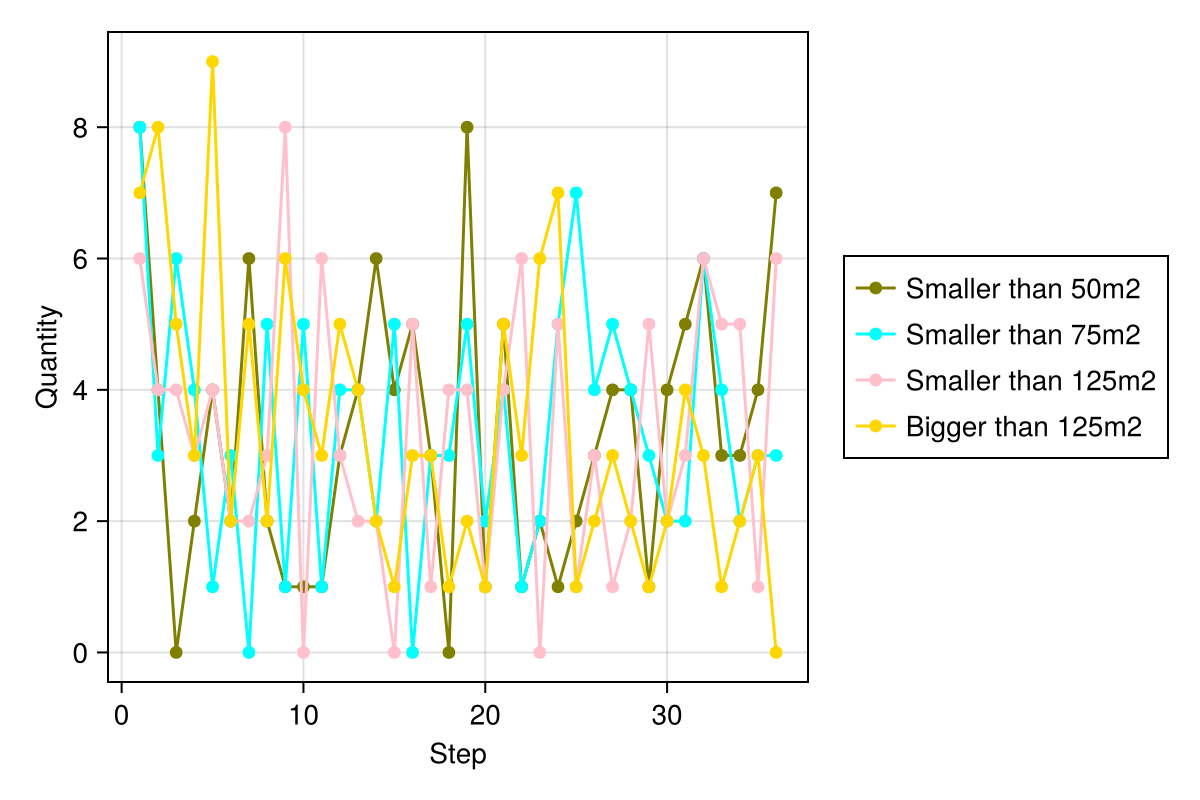 Quantity
8
6
4
2
0
0 10 20 30
Step
Smaller than 50m2
Smaller than 75m2
Smaller than 125m2
Bigger than 125m2